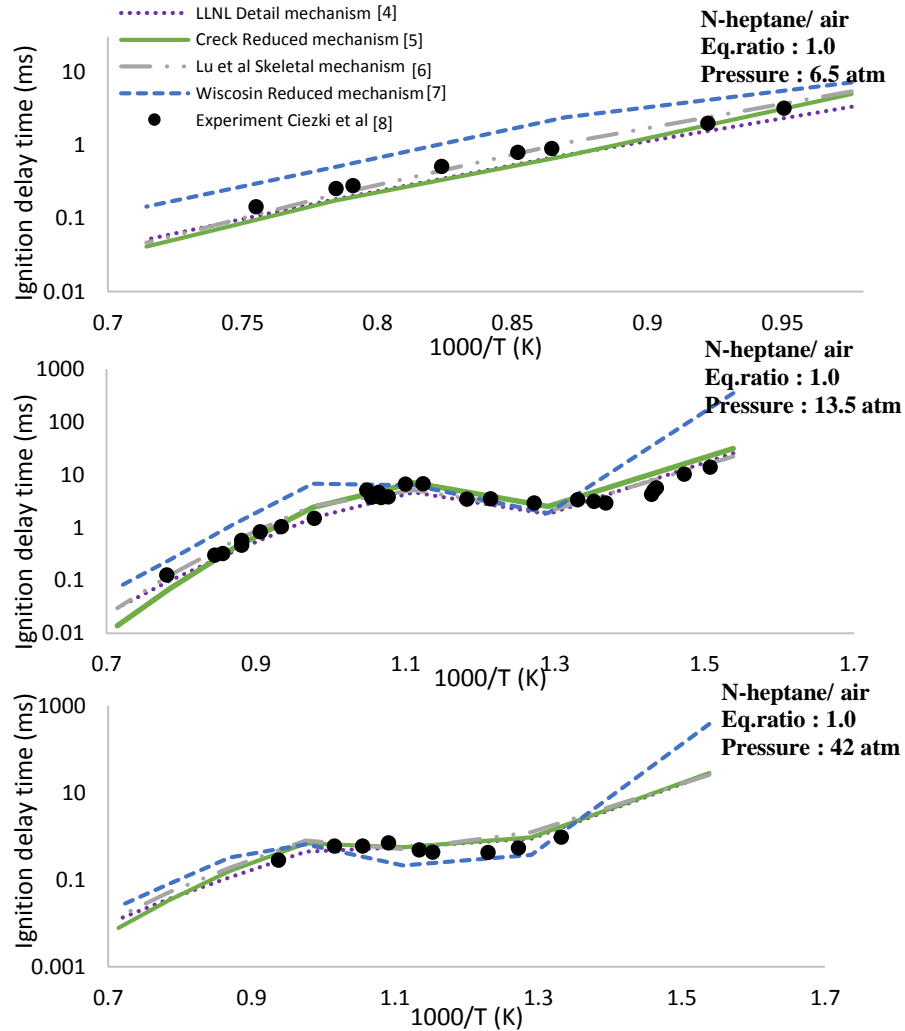 LLNL Detail mechanism [4]
Creck Reduced mechanism [5]
Lu et al Skeletal mechanism [6]
Wiscosin Reduced mechanism [7]
Experiment Ciezki et al [8]
N-heptane/ air
Eq.ratio : 1.0
Pressure : 6.5 atm
Ignition delay time (ms)
10
1
0.1
0.01
0.7 0.75 0.8 0.85 0.9 0.95
1000/T (K)
N-heptane/ air
Eq.ratio : 1.0
Pressure : 13.5 atm
Ignition delay time (ms)
1000
100
10
1
0.1
0.01
0.7 0.9 1.1 1.3 1.5 1.7
1000/T (K)
N-heptane/ air
Eq.ratio : 1.0
Pressure : 42 atm
Ignition delay time (ms)
1000
10
0.1
0.001
0.7 0.9 1.1 1.3 1.5 1.7
1000/T (K)